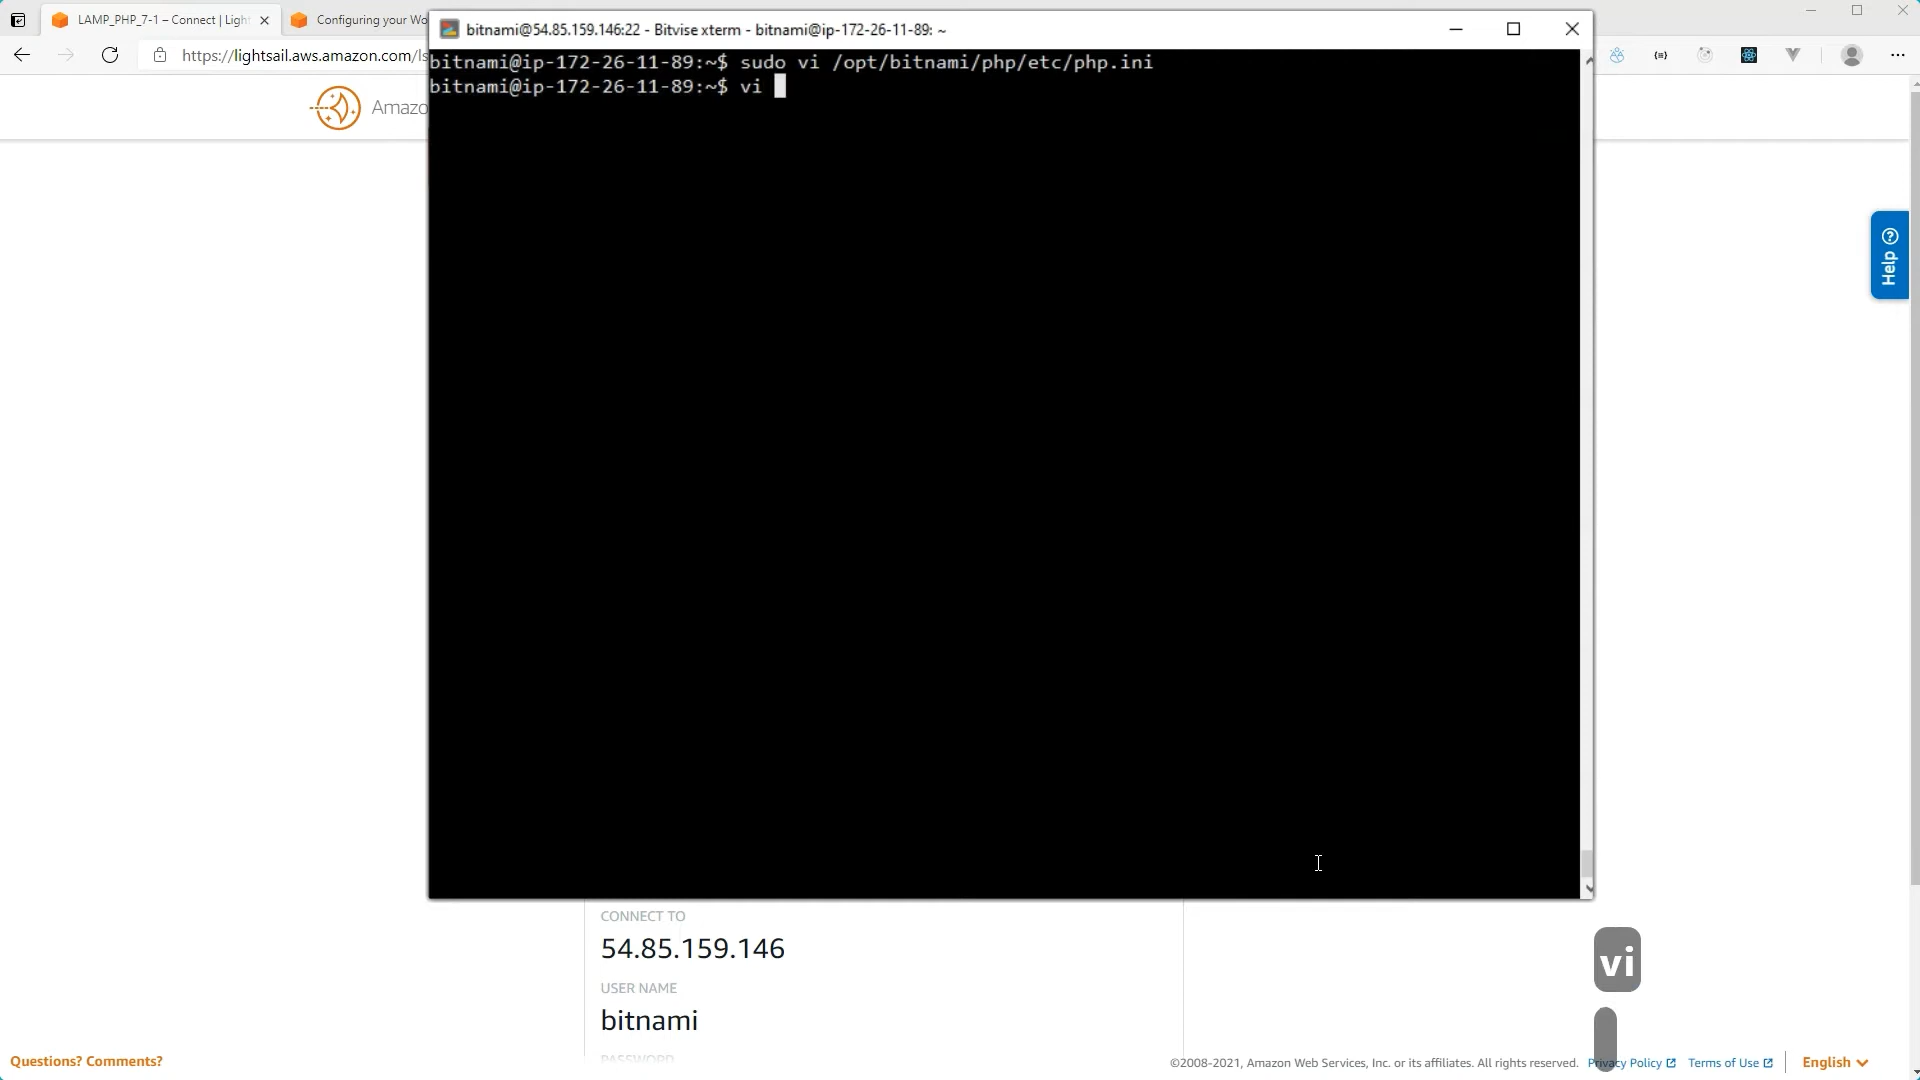 LAMP_PHP_7-1 – Connect | Ligh
Configuring your Wo
bitnami@54.85.159.146:22 - Bitvise xterm - bitnami@ip-172-26-11-89: ~
https://lightsail.aws.amazon.com/ls
bitnami@ip-172-26-11-89:~$ sudo vi /opt/bitnami/php/etc/php.ini
bitnami@ip-172-26-11-89:~$ vi
Amazo
Help
CONNECT TO
54.85.159.146
USER NAME
bitnami
PASSWORD
vi
Questions? Comments?
©2008-2021, Amazon Web Services, Inc. or its affiliates. All rights reserved.
Privacy Policy
Terms of Use
English